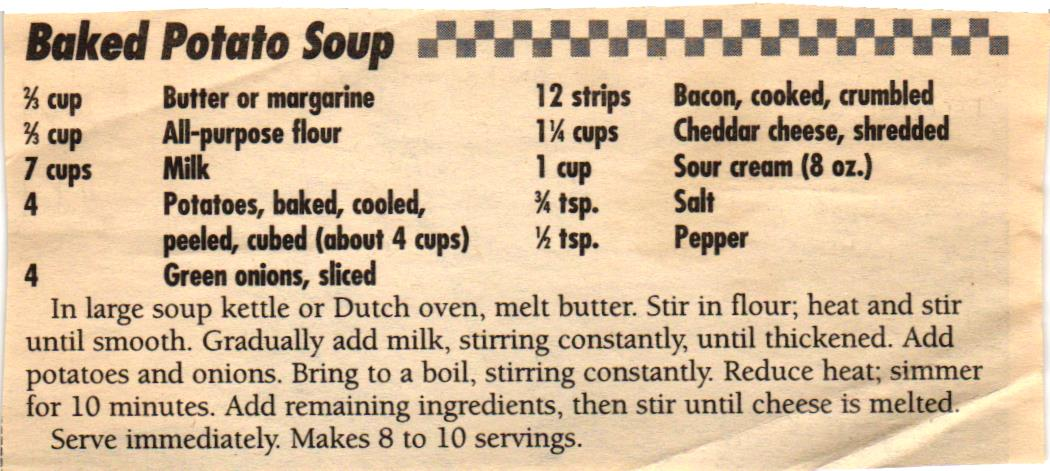 Baked Potato Soup
⅔ cup Butter or margarine
⅔ cup All-purpose flour
7 cups Milk
4 Potatoes, baked, cooled,
peeled, cubed (about 4 cups)
4 Green onions, sliced
12 strips Bacon, cooked, crumbled
1¼ cups Cheddar cheese, shredded
1 cup Sour cream (8 oz.)
¾ tsp. Salt
½ tsp. Pepper
In large soup kettle or Dutch oven, melt butter. Stir in flour; heat and stir
until smooth. Gradually add milk, stirring constantly, until thickened. Add
potatoes and onions. Bring to a boil, stirring constantly. Reduce heat; simmer
for 10 minutes. Add remaining ingredients, then stir until cheese is melted.
Serve immediately. Makes 8 to 10 servings.